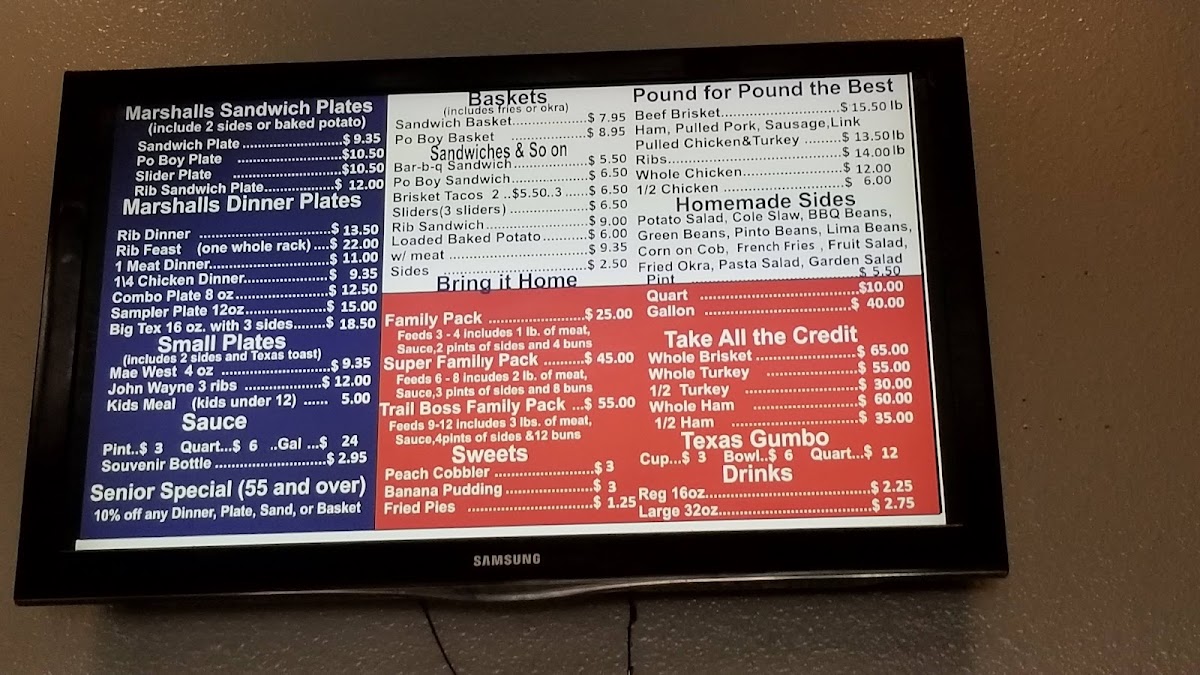 Marshalls Sandwich Plates
(include 2 sides or baked potato)
Sandwich Plate ......................$ 9.35
Po Boy Plate ......................$10.50
Slider Plate ......................$10.50
Rib Sandwich Plate...............$ 12.00
Marshalls Dinner Plates
Rib Dinner ............................$ 13.50
Rib Feast (one whole rack)....$ 22.00
1 Meat Dinner..........................$ 11.00
1\4 Chicken Dinner..................$ 9.35
Combo Plate 8 oz....................$ 12.50
Sampler Plate 12oz..................$ 15.00
Big Tex 16 oz. with 3 sides.......$ 18.50
Small Plates
(includes 2 sides and Texas toast)
Mae West 4 oz ........................$ 9.35
John Wayne 3 ribs .................$ 12.00
Kids Meal (kids under 12) ...... 5.00
Sauce
Pint..$ 3 Quart...$ 6 ..Gal ...$ 24
Souvenir Bottle ........................$ 2.95
Senior Special (55 and over)
10% off any Dinner, Plate, Sand, or Basket
Baskets
(includes fries or okra)
Sandwich Basket................$ 7.95
Po Boy Basket ..................$ 8.95
Sandwiches & So on
Bar-b-q Sandwich................$ 5.50
Po Boy Sandwich................$ 6.50
Brisket Tacos 2 ..$5.50..3 ......$ 6.50
Sliders(3 sliders) ..................$ 6.50
Rib Sandwich......................$ 9.00
Loaded Baked Potato..........$ 6.00
w/ meat ............................$ 9.35
Sides ............................$ 2.50
Bring it Home
Family Pack ......................$ 25.00
Feeds 3 - 4 includes 1 lb. of meat,
Sauce,2 pints of sides and 4 buns
Super Family Pack ..........$ 45.00
Feeds 6 - 8 incudes 2 lb. of meat,
Sauce,3 pints of sides and 8 buns
Trail Boss Family Pack ...$ 55.00
Feeds 9-12 includes 3 lbs. of meat,
Sauce,4pints of sides &12 buns
Sweets
Peach Cobbler ......................$ 3
Banana Pudding ....................$ 3
Fried Pies ..........................$ 1.25
Pound for Pound the Best
Beef Brisket........................$ 15.50 lb
Ham, Pulled Pork, Sausage,Link
Pulled Chicken&Turkey ........$ 13.50lb
Ribs..................................$ 14.00lb
Whole Chicken....................$ 12.00
1/2 Chicken ........................$ 6.00
Homemade Sides
Potato Salad, Cole Slaw, BBQ Beans,
Green Beans, Pinto Beans, Lima Beans,
Corn on Cob, French Fries , Fruit Salad,
Fried Okra, Pasta Salad, Garden Salad
Pint ..................................$ 5.50
Quart ..................................$10.00
Gallon ................................$ 40.00
Take All the Credit
Whole Brisket ......................$ 65.00
Whole Turkey ....................$ 55.00
1/2 Turkey ........................$ 30.00
Whole Ham ......................$ 60.00
1/2 Ham ..........................$ 35.00
Texas Gumbo
Cup...$ 3 Bowl..$ 6 Quart...$ 12
Drinks
Reg 16oz..............................$ 2.25
Large 32oz............................$ 2.75
SAMSUNG